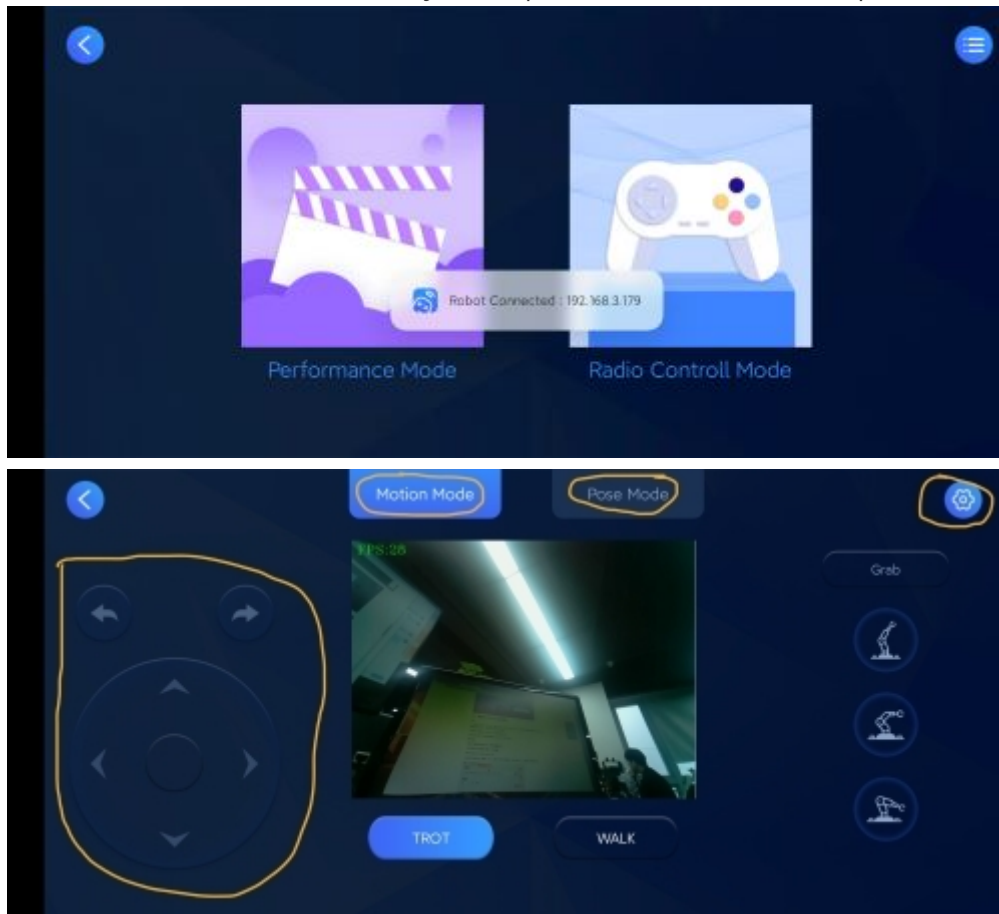 Robot Connected : 192.168.3.179
Performance Mode
Radio Controll Mode
Motion Mode
Pose Mode
FPS:28
Grab
TROT
WALK